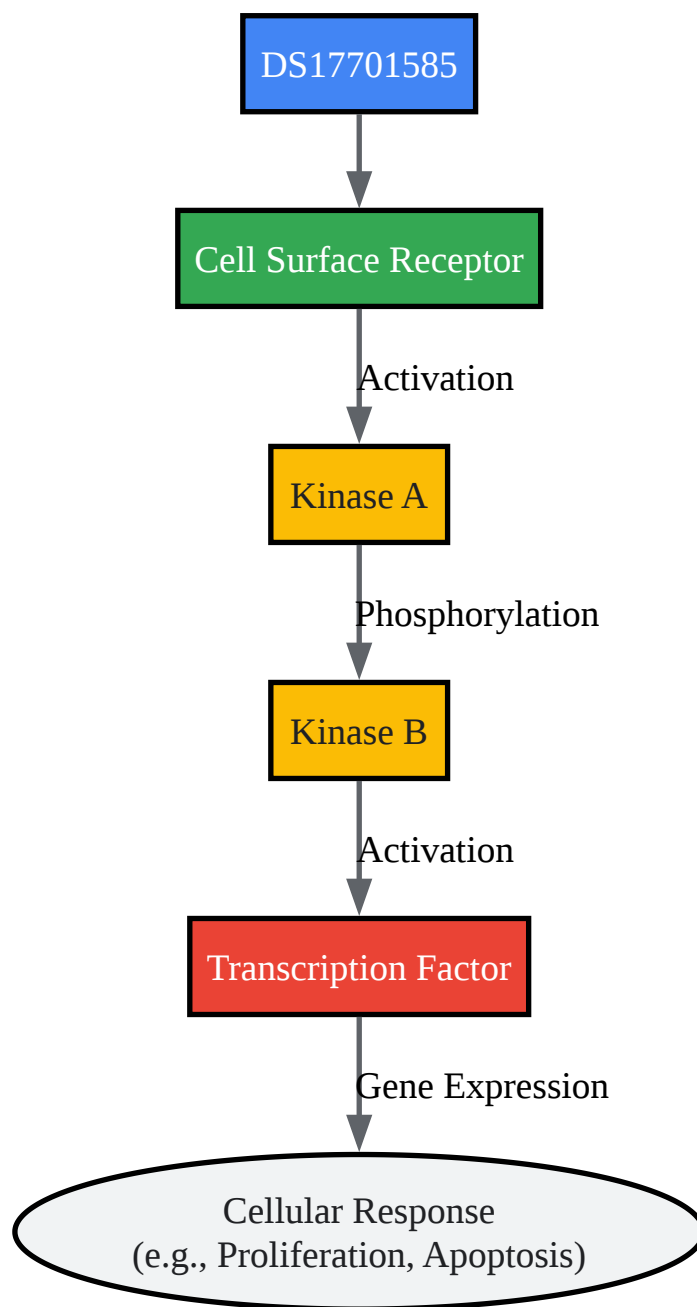 DS17701585
Cell Surface Receptor
Activation
Kinase A
Phosphorylation
Kinase B
Activation
Transcription Factor
Gene Expression
Cellular Response
(e.g., Proliferation, Apoptosis)